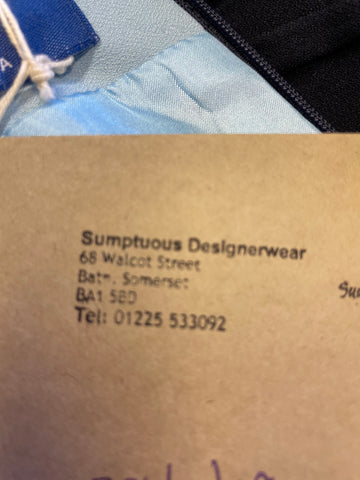 Sumptuous Designerwear
68 Walcot Street
Bath. Somerset
BA1 5BD
Tel: 01225 533092
A